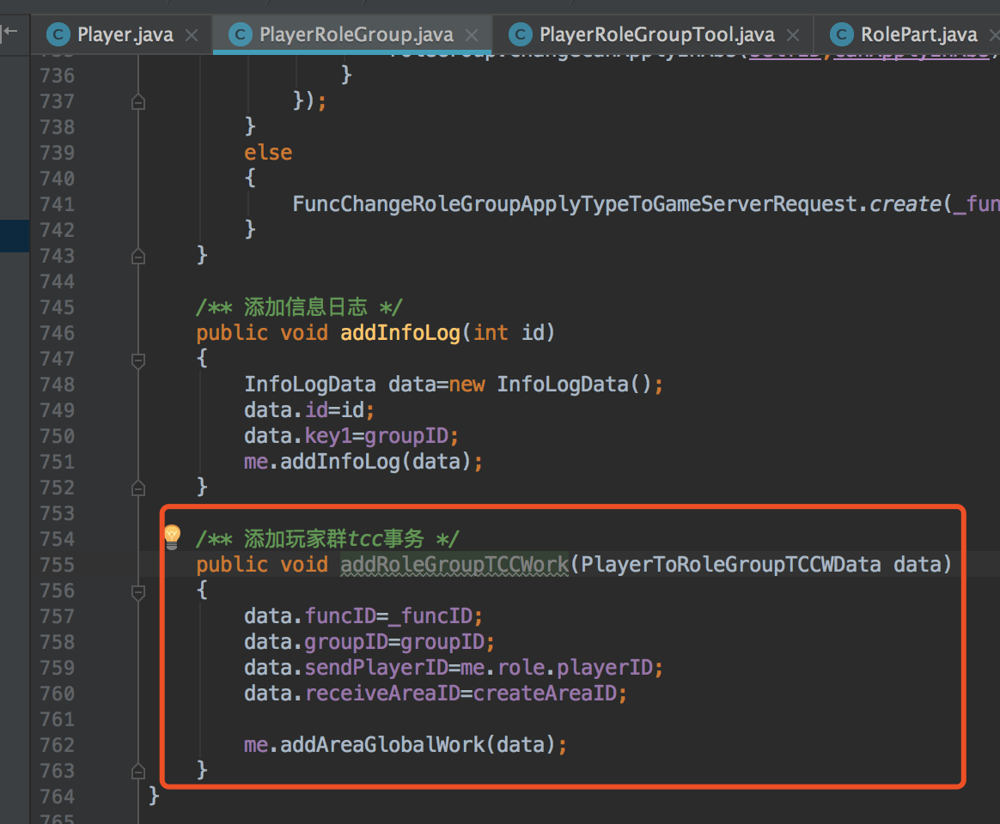 Player.java PlayerRoleGroup.java PlayerRoleGroupTool.java RolePart.java
736 }
737 });
738 }
739 else
740 {
741 FuncChangeRoleGroupApplyTypeToGameServerRequest.create(_fun
742 }
743 }
744
745 /** 添加信息日志 */
746 public void addInfoLog(int id)
747 {
748 InfoLogData data=new InfoLogData();
749 data.id=id;
750 data.key1=groupID;
751 me.addInfoLog(data);
752 }
753
754 /** 添加玩家群tcc事务 */
755 public void addRoleGroupTCCWork(PlayerToRoleGroupTCCWData data)
756 {
757 data.funcID=_funcID;
758 data.groupID=groupID;
759 data.sendPlayerID=me.role.playerID;
760 data.receiveAreaID=createAreaID;
761
762 me.addAreaGlobalWork(data);
763 }
764 }
765